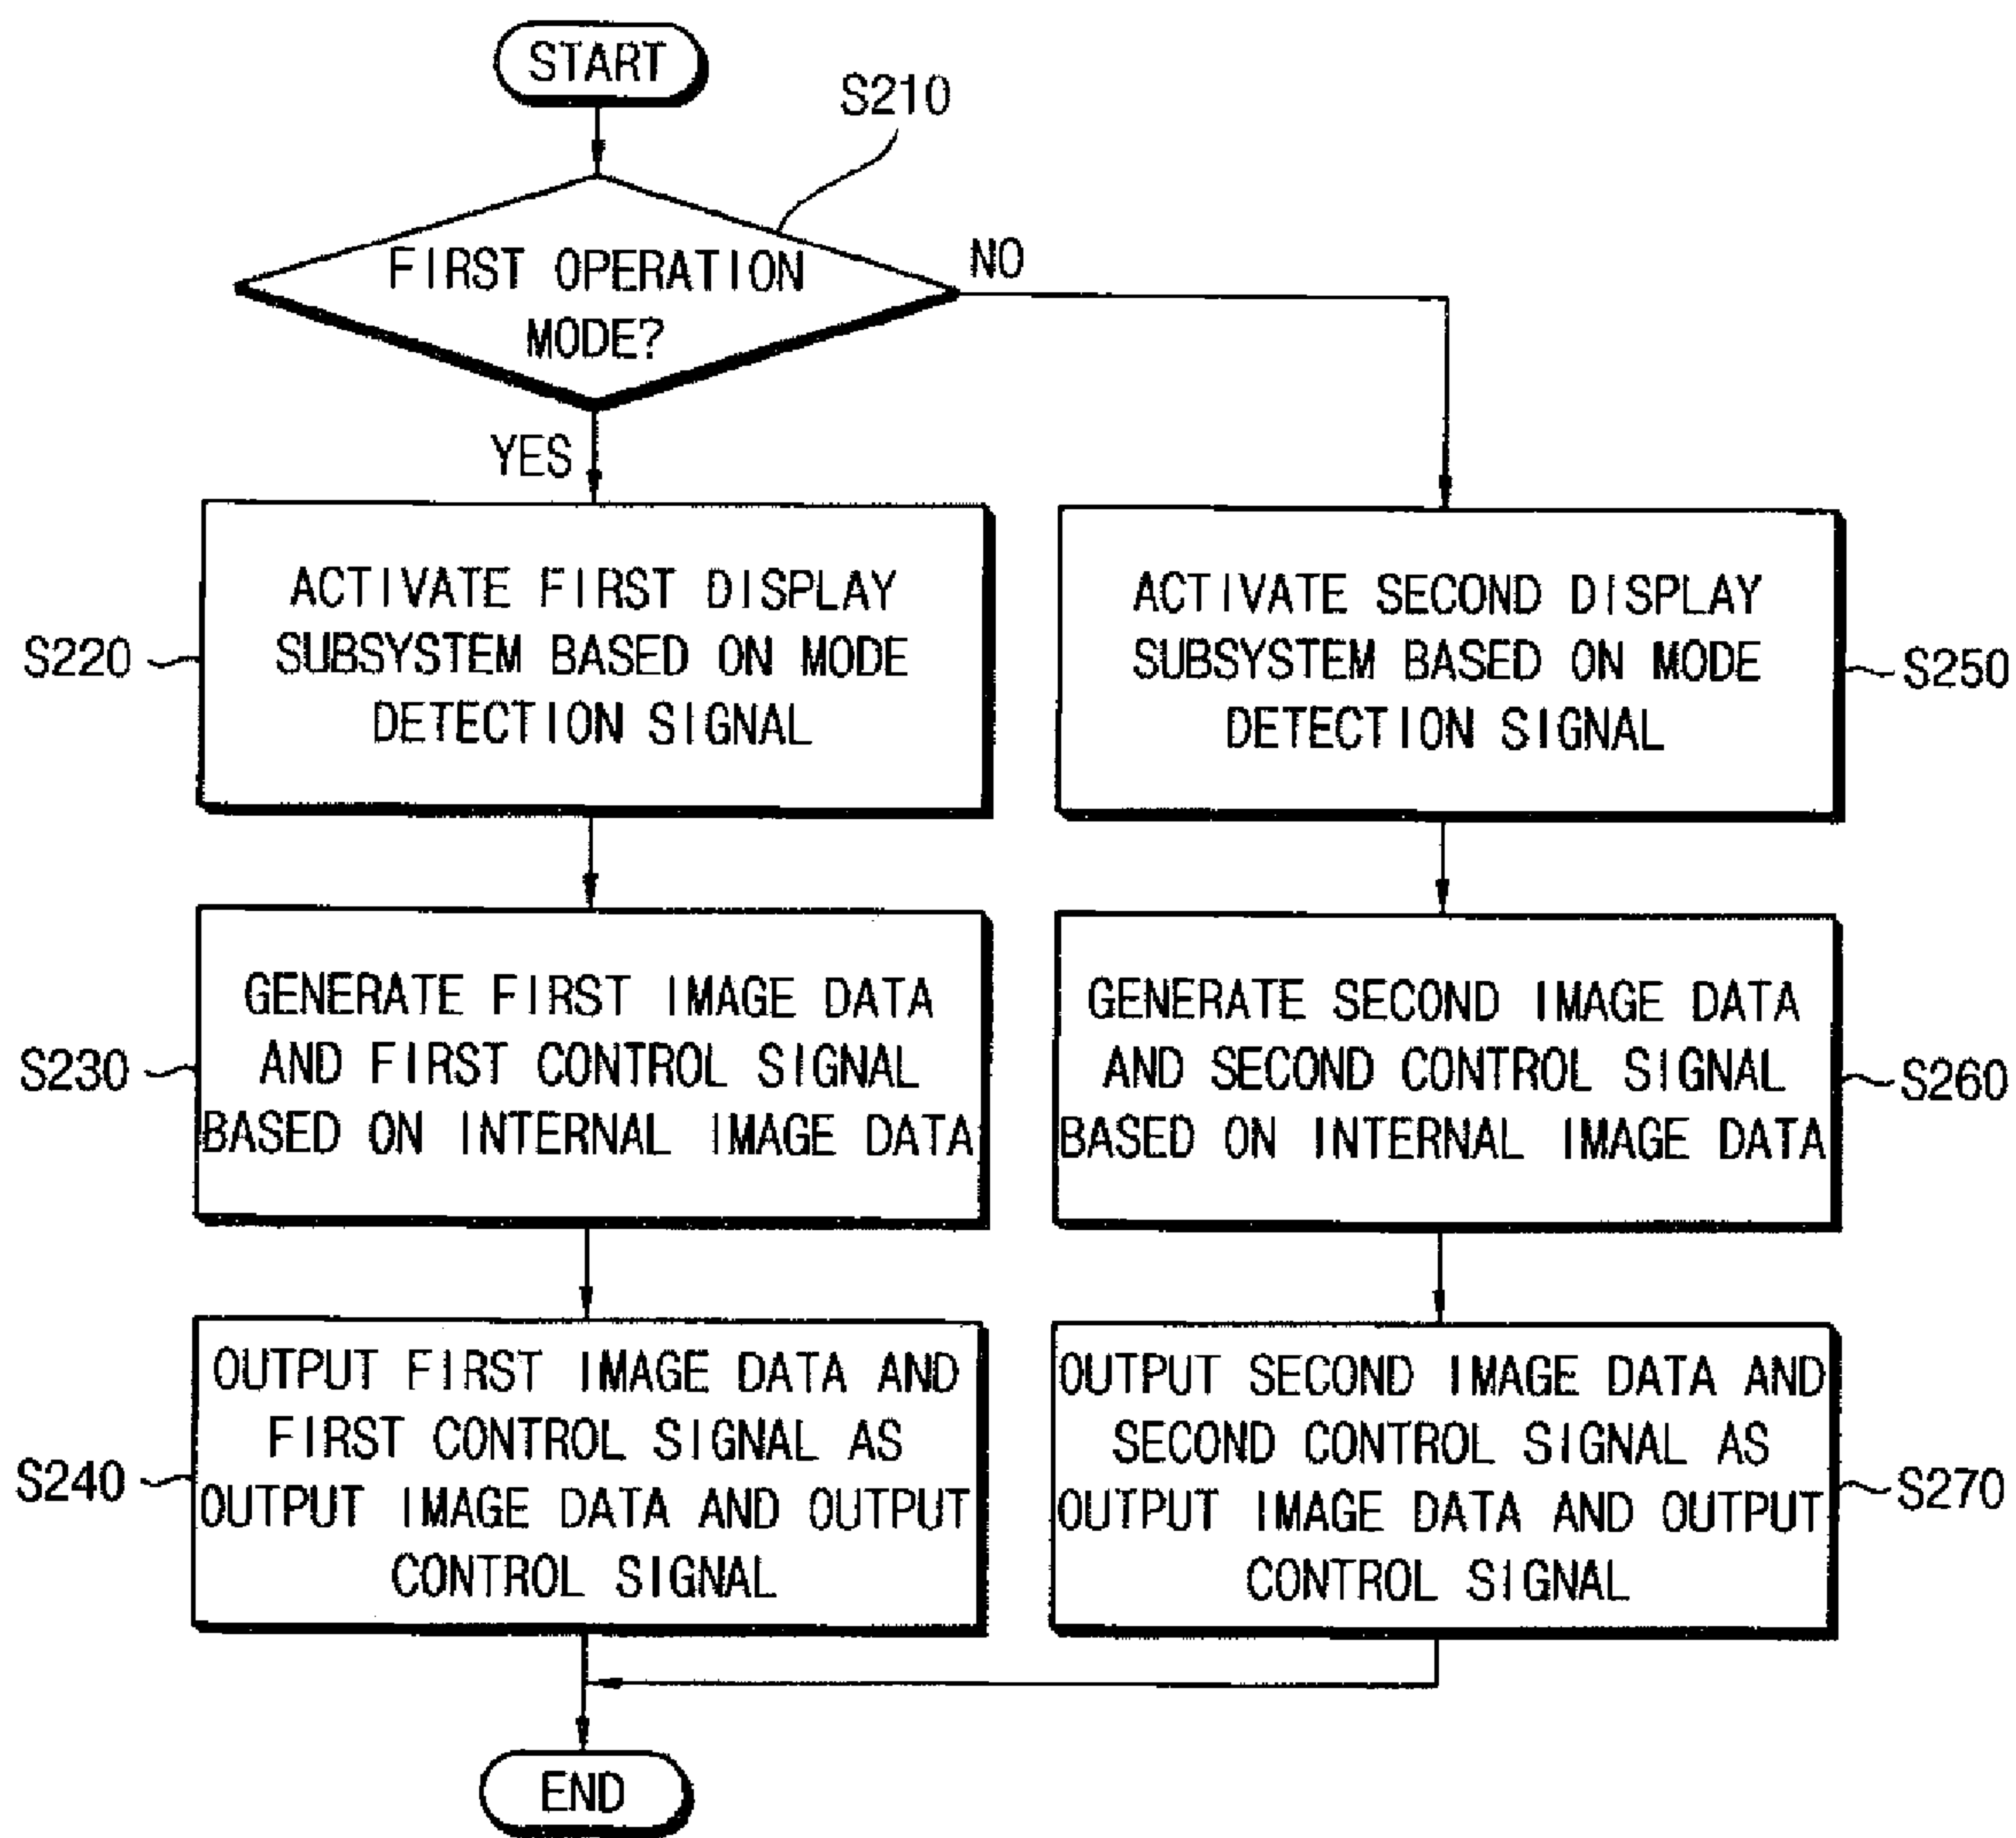 START
S210
FIRST OPERATION
MODE?
NO
YES
S220
ACTIVATE FIRST DISPLAY
SUBSYSTEM BASED ON MODE
DETECTION SIGNAL
ACTIVATE SECOND DISPLAY
SUBSYSTEM BASED ON MODE
DETECTION SIGNAL
S250
S230
GENERATE FIRST IMAGE DATA
AND FIRST CONTROL SIGNAL
BASED ON INTERNAL IMAGE DATA
GENERATE SECOND IMAGE DATA
AND SECOND CONTROL SIGNAL
BASED ON INTERNAL IMAGE DATA
S260
S240
OUTPUT FIRST IMAGE DATA AND
FIRST CONTROL SIGNAL AS
OUTPUT IMAGE DATA AND OUTPUT
CONTROL SIGNAL
OUTPUT SECOND IMAGE DATA AND
SECOND CONTROL SIGNAL AS
OUTPUT IMAGE DATA AND OUTPUT
CONTROL SIGNAL
S270
END